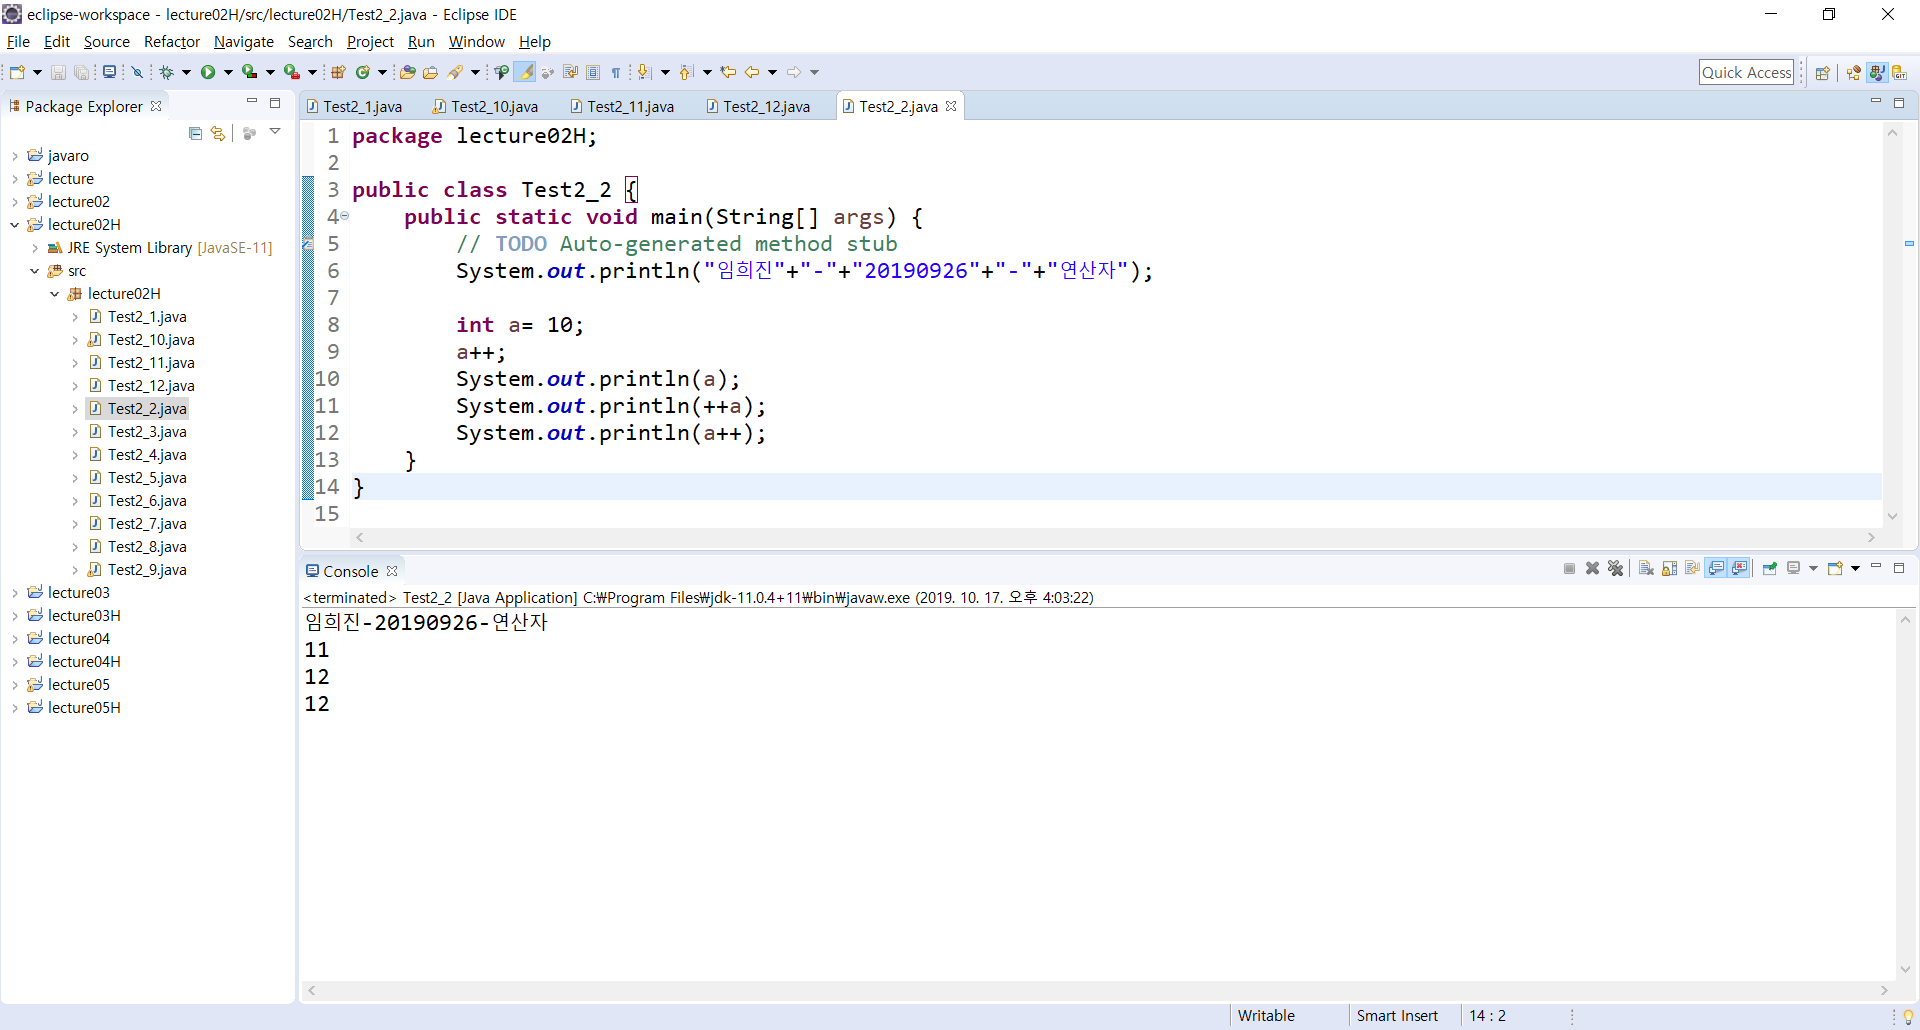 eclipse-workspace - lecture02H/src/lecture02H/Test2_2.java - Eclipse IDE
File Edit Source Refactor Navigate Search Project Run Window Help
Quick Access
Package Explorer
javaro
lecture
lecture02
lecture02H
JRE System Library [JavaSE-11]
src
lecture02H
Test2_1.java
Test2_10.java
Test2_11.java
Test2_12.java
Test2_2.java
Test2_3.java
Test2_4.java
Test2_5.java
Test2_6.java
Test2_7.java
Test2_8.java
Test2_9.java
lecture03
lecture03H
lecture04
lecture04H
lecture05
lecture05H
Test2_1.java Test2_10.java Test2_11.java Test2_12.java Test2_2.java
1 package lecture02H;
2
3 public class Test2_2 {
4 public static void main(String[] args) {
5 // TODO Auto-generated method stub
6 System.out.println("임희진"+"-"+"20190926"+"-"+"연산자");
7
8 int a= 10;
9 a++;
10 System.out.println(a);
11 System.out.println(++a);
12 System.out.println(a++);
13 }
14 }
15
Console
<terminated> Test2_2 [Java Application] C:₩Program Files₩jdk-11.0.4+11₩bin₩javaw.exe (2019. 10. 17. 오후 4:03:22)
임희진-20190926-연산자
11
12
12
Writable Smart Insert 14 : 2